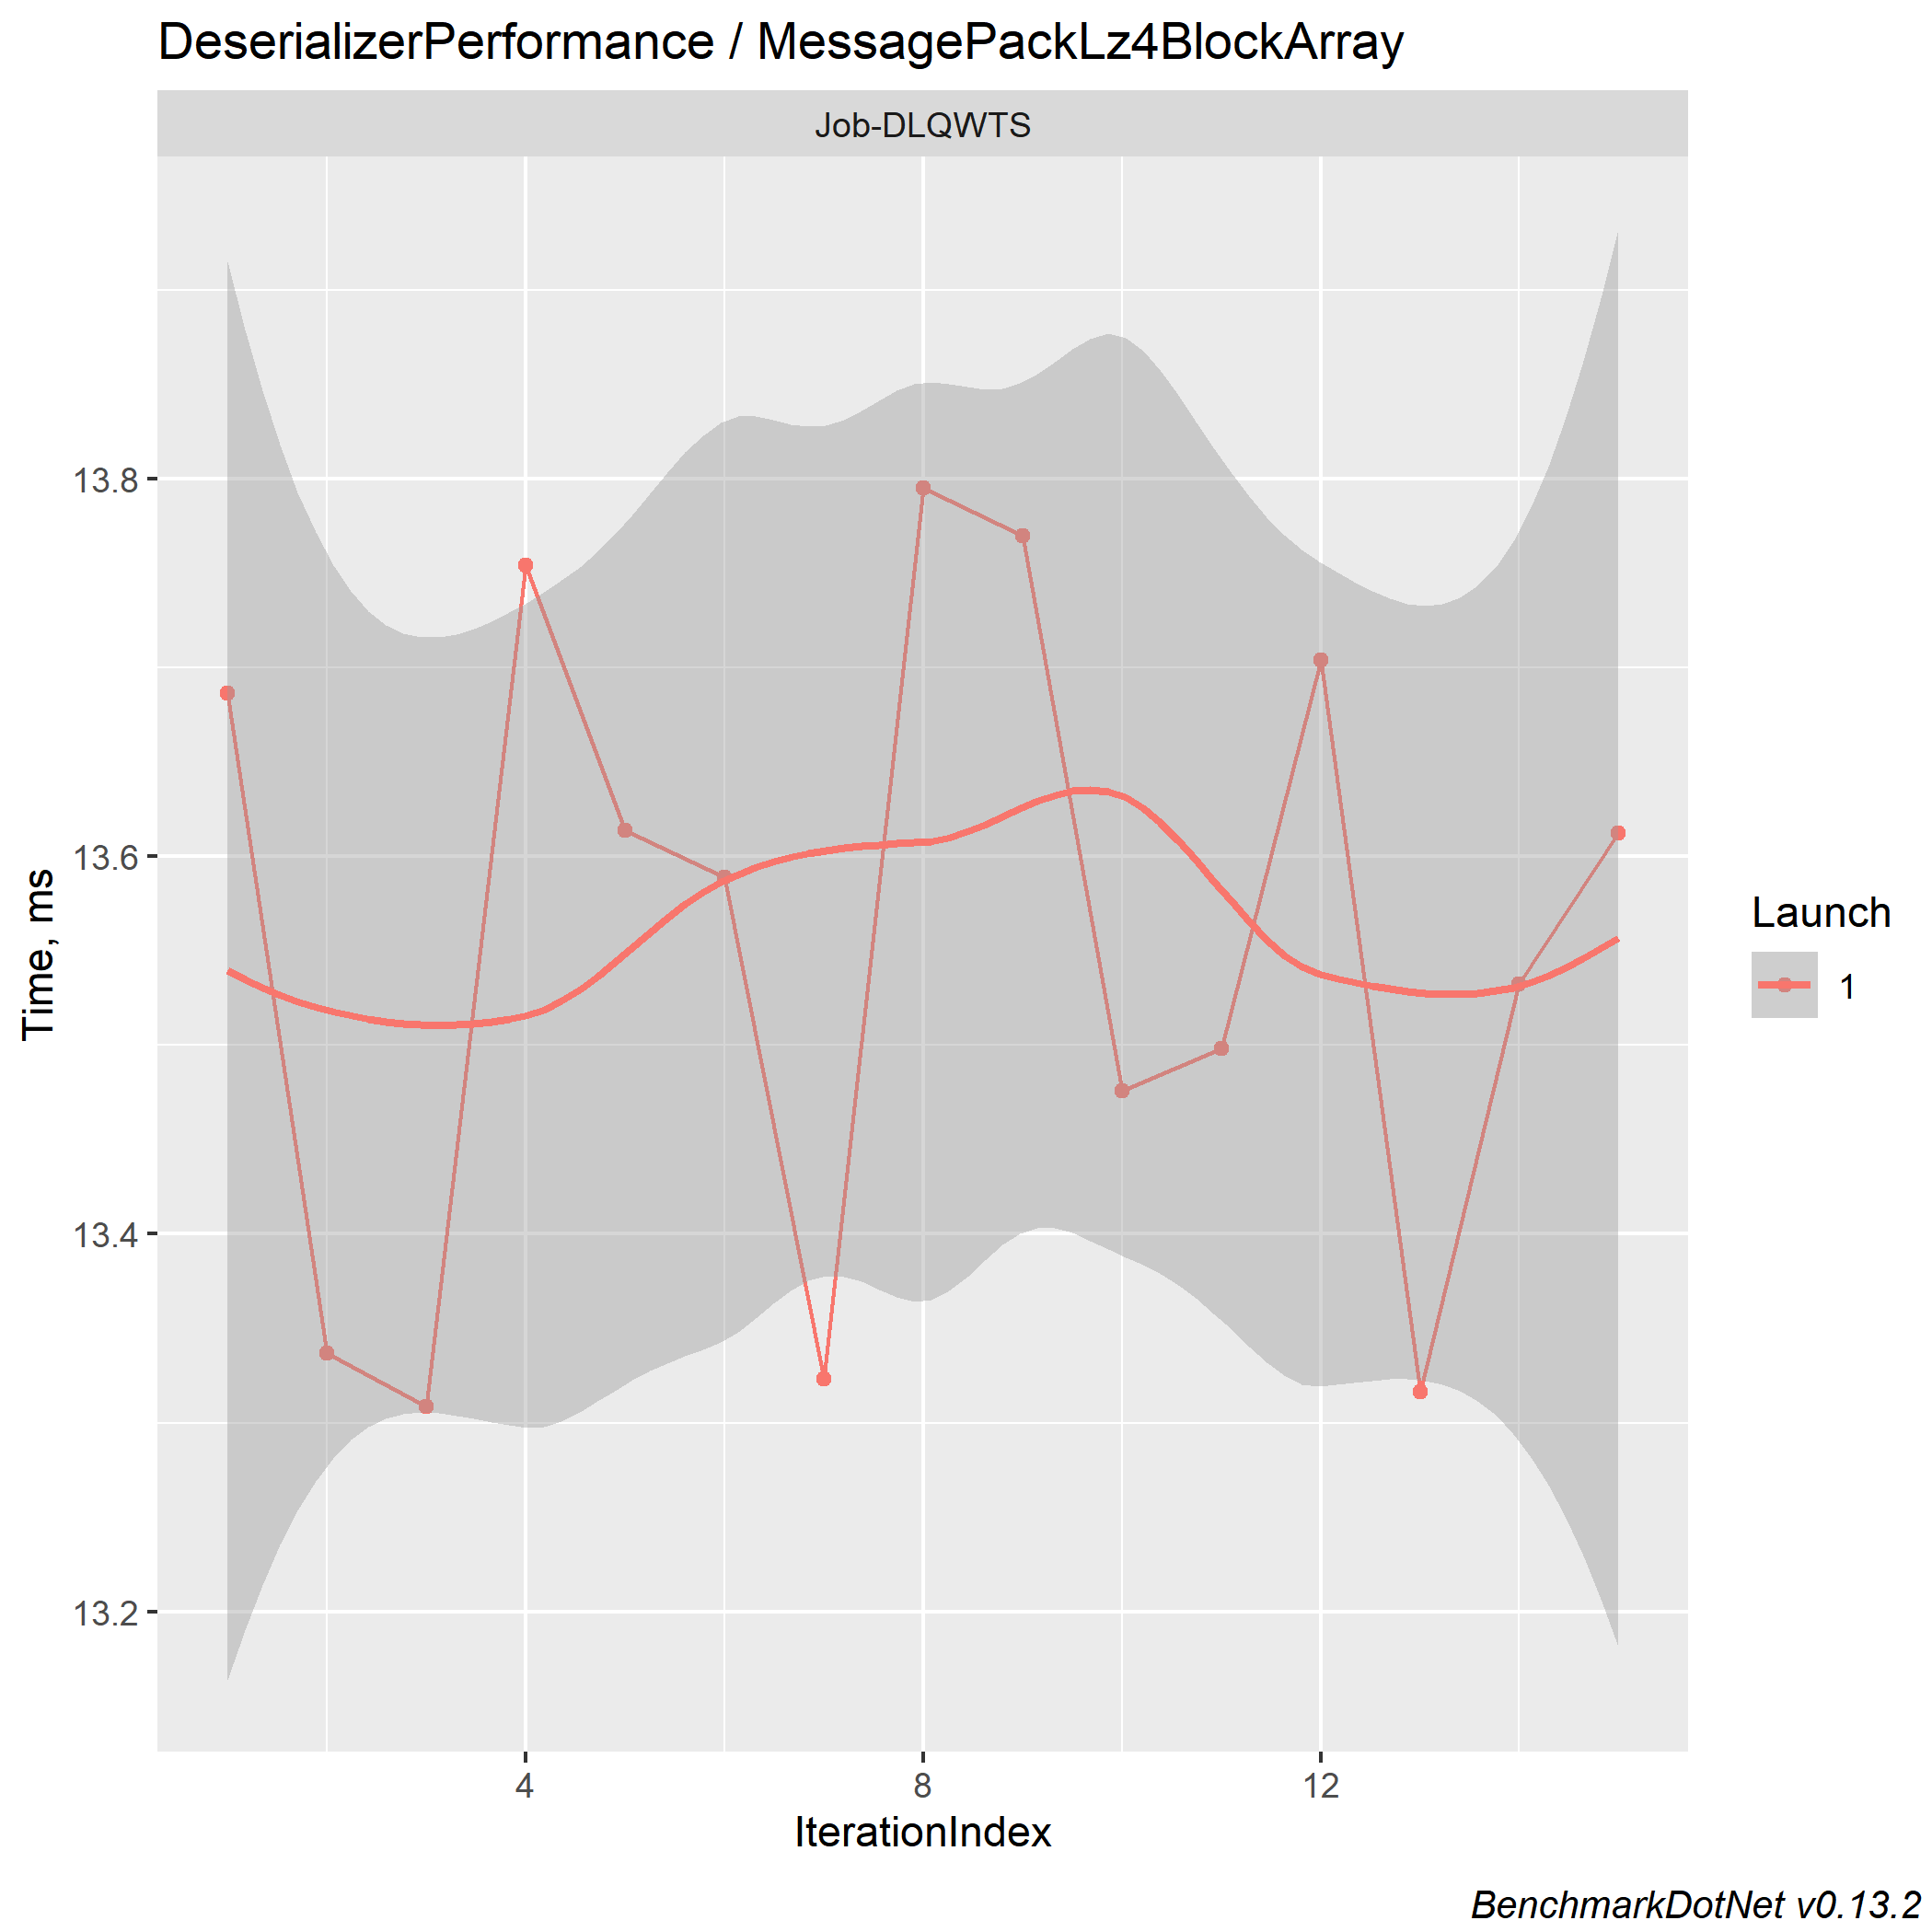 DeserializerPerformance / MessagePackLz4BlockArray
Job-DLQWTS
13.8
13.6
13.4
13.2
Time, ms
4 8 12
IterationIndex
Launch
1
BenchmarkDotNet v0.13.2